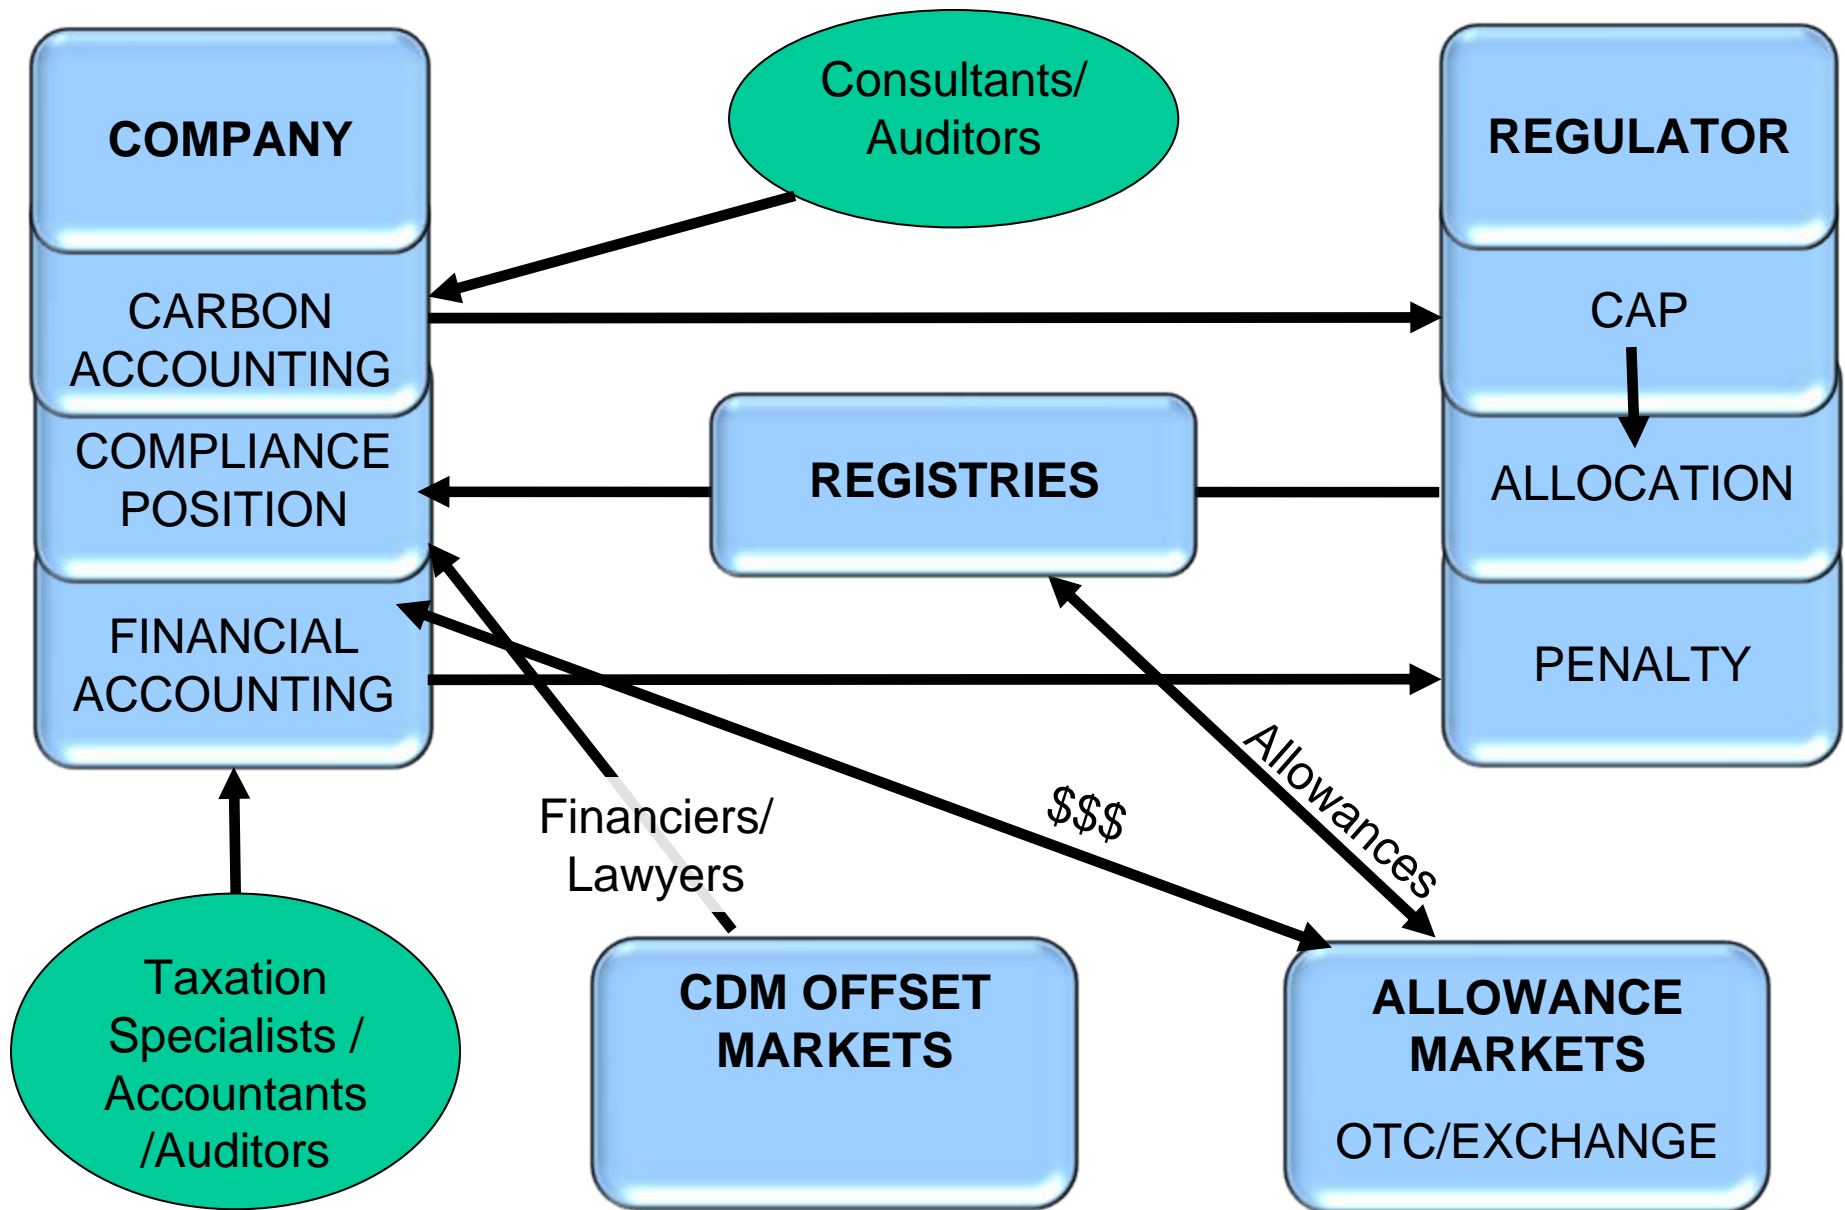 COMPANY
CARBON
ACCOUNTING
COMPLIANCE
POSITION
FINANCIAL
ACCOUNTING
Consultants/
Auditors
REGULATOR
CAP
ALLOCATION
PENALTY
REGISTRIES
Financiers/
Lawyers
$$$
Allowances
Taxation
Specialists /
Accountants
/Auditors
CDM OFFSET
MARKETS
ALLOWANCE
MARKETS
OTC/EXCHANGE